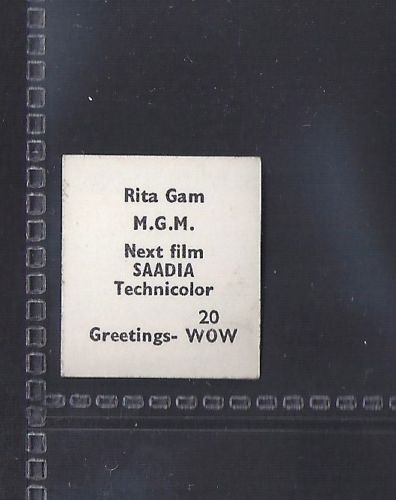 Rita Gam
M.G.M.
Next film
SAADIA
Technicolor
20
Greetings- WOW